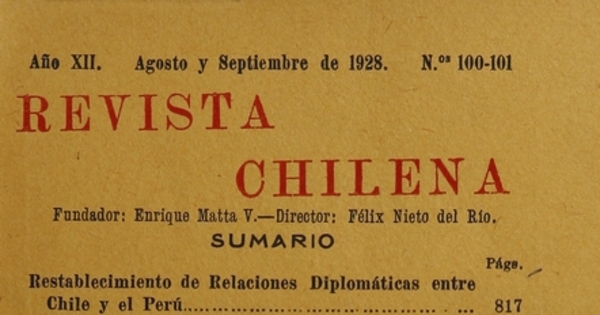 Año XII. Agosto y Septiembre de 1928. N.ºˢ 100-101
REVISTA
CHILENA
Fundador: Enrique Matta V.—Director: Félix Nieto del Río.
SUMARIO
Págs.
Restablecimiento de Relaciones Diplomáticas entre
Chile y el Perú........................................ 817